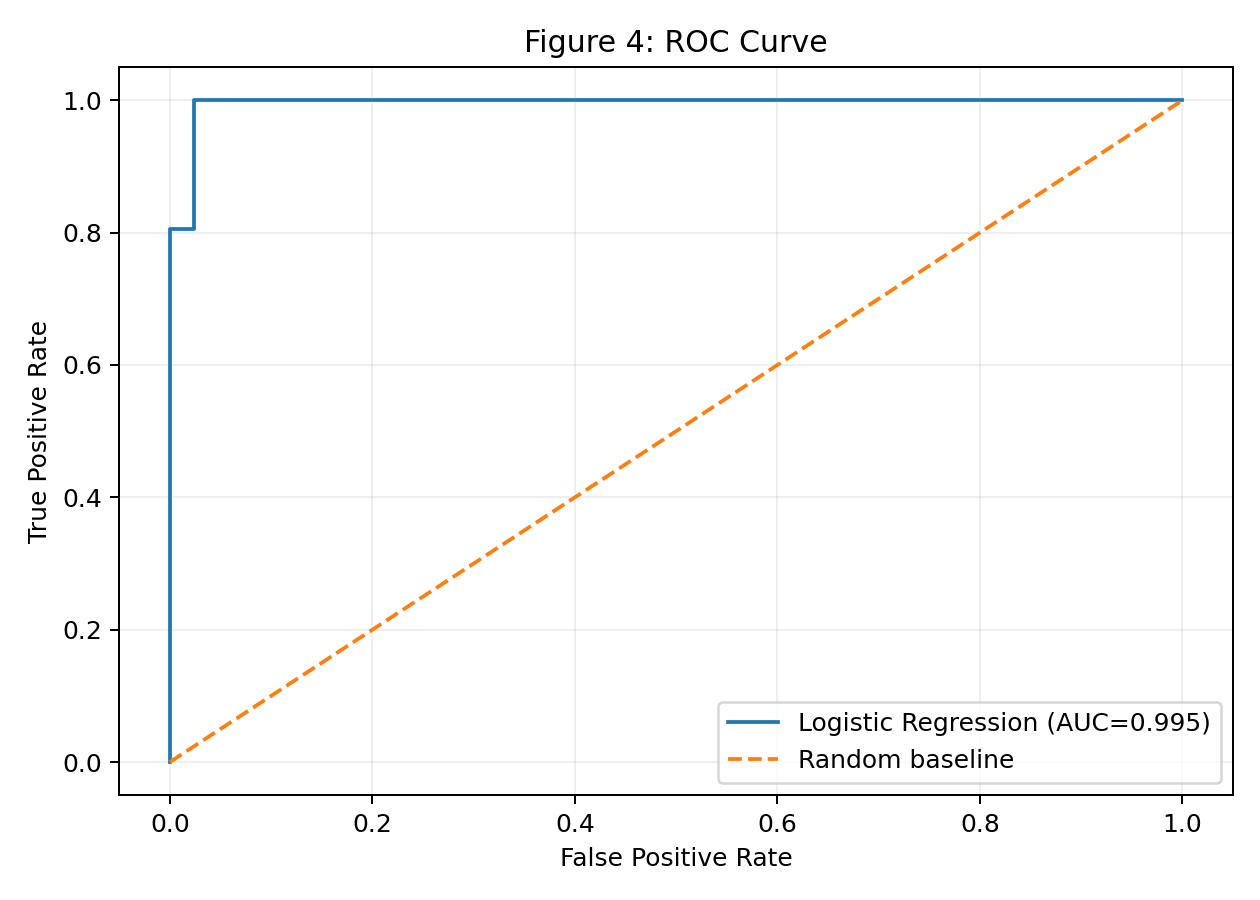 Figure 4: ROC Curve
True Positive Rate
1.0
0.8
0.6
0.4
0.2
0.0
Logistic Regression (AUC=0.995)
Random baseline
0.0 0.2 0.4 0.6 0.8 1.0
False Positive Rate